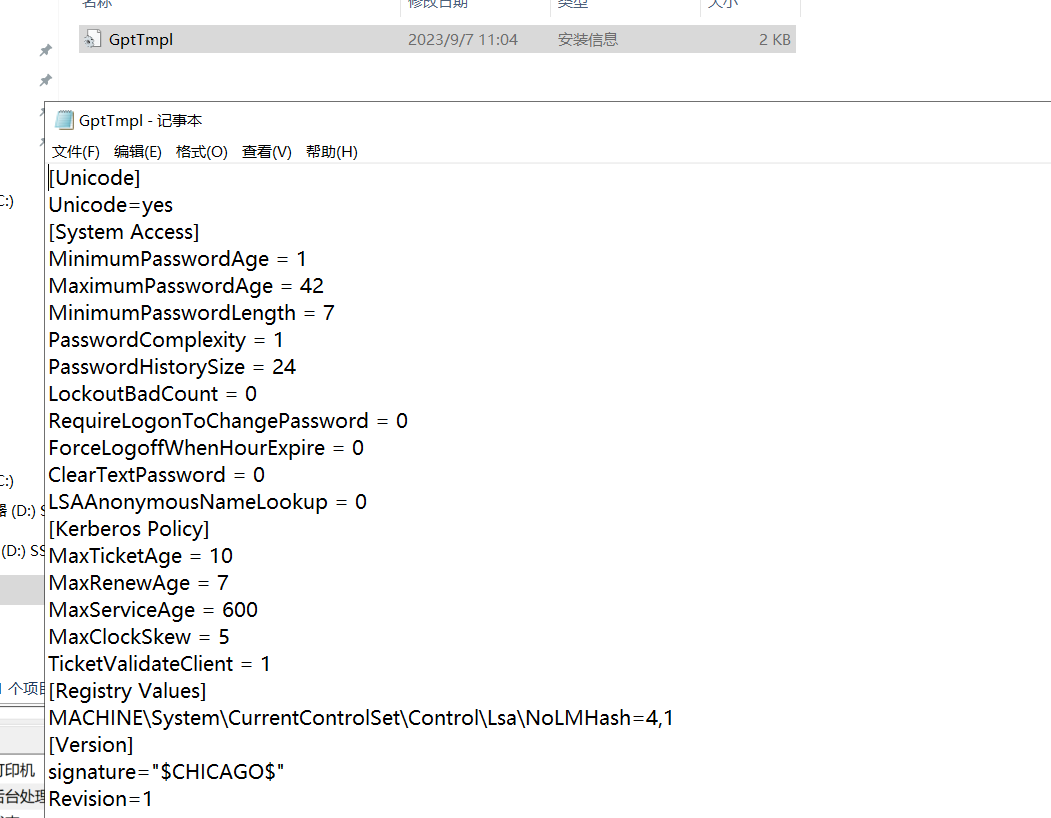 名称 修改日期 类型 大小
GptTmpl 2023/9/7 11:04 安装信息 2 KB
GptTmpl - 记事本
文件(F) 编辑(E) 格式(O) 查看(V) 帮助(H)
[Unicode]
Unicode=yes
[System Access]
MinimumPasswordAge = 1
MaximumPasswordAge = 42
MinimumPasswordLength = 7
PasswordComplexity = 1
PasswordHistorySize = 24
LockoutBadCount = 0
RequireLogonToChangePassword = 0
ForceLogoffWhenHourExpire = 0
ClearTextPassword = 0
LSAAnonymousNameLookup = 0
[Kerberos Policy]
MaxTicketAge = 10
MaxRenewAge = 7
MaxServiceAge = 600
MaxClockSkew = 5
TicketValidateClient = 1
[Registry Values]
MACHINE\System\CurrentControlSet\Control\Lsa\NoLMHash=4,1
[Version]
signature="$CHICAGO$"
Revision=1
C:)
C:)
器 (D:) S
(D:) SS
个项目
打印机
后台处理